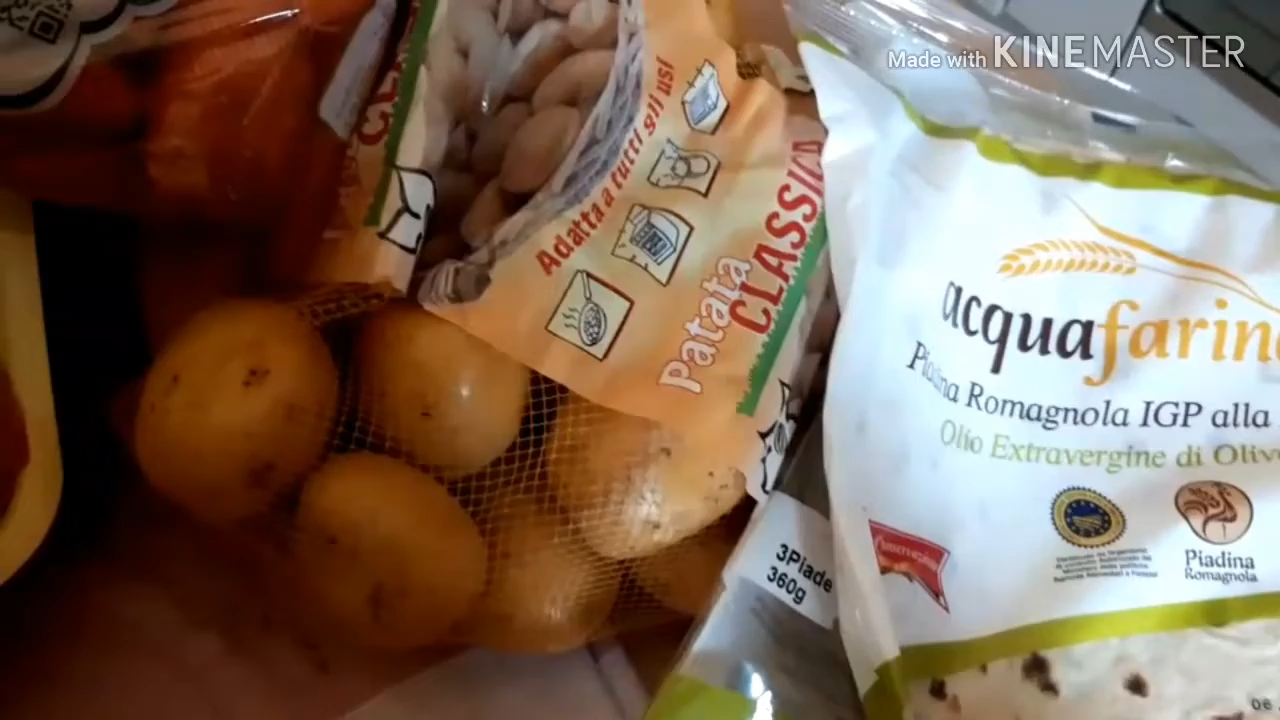 Made with KINEMASTER
Adatta a tutti gli usi
Patata
CLASSICA
acquafarin
Piadina Romagnola IGP alla
Olio Extravergine di Oliv
Piadina
Romagnola
3Piade
360g
06